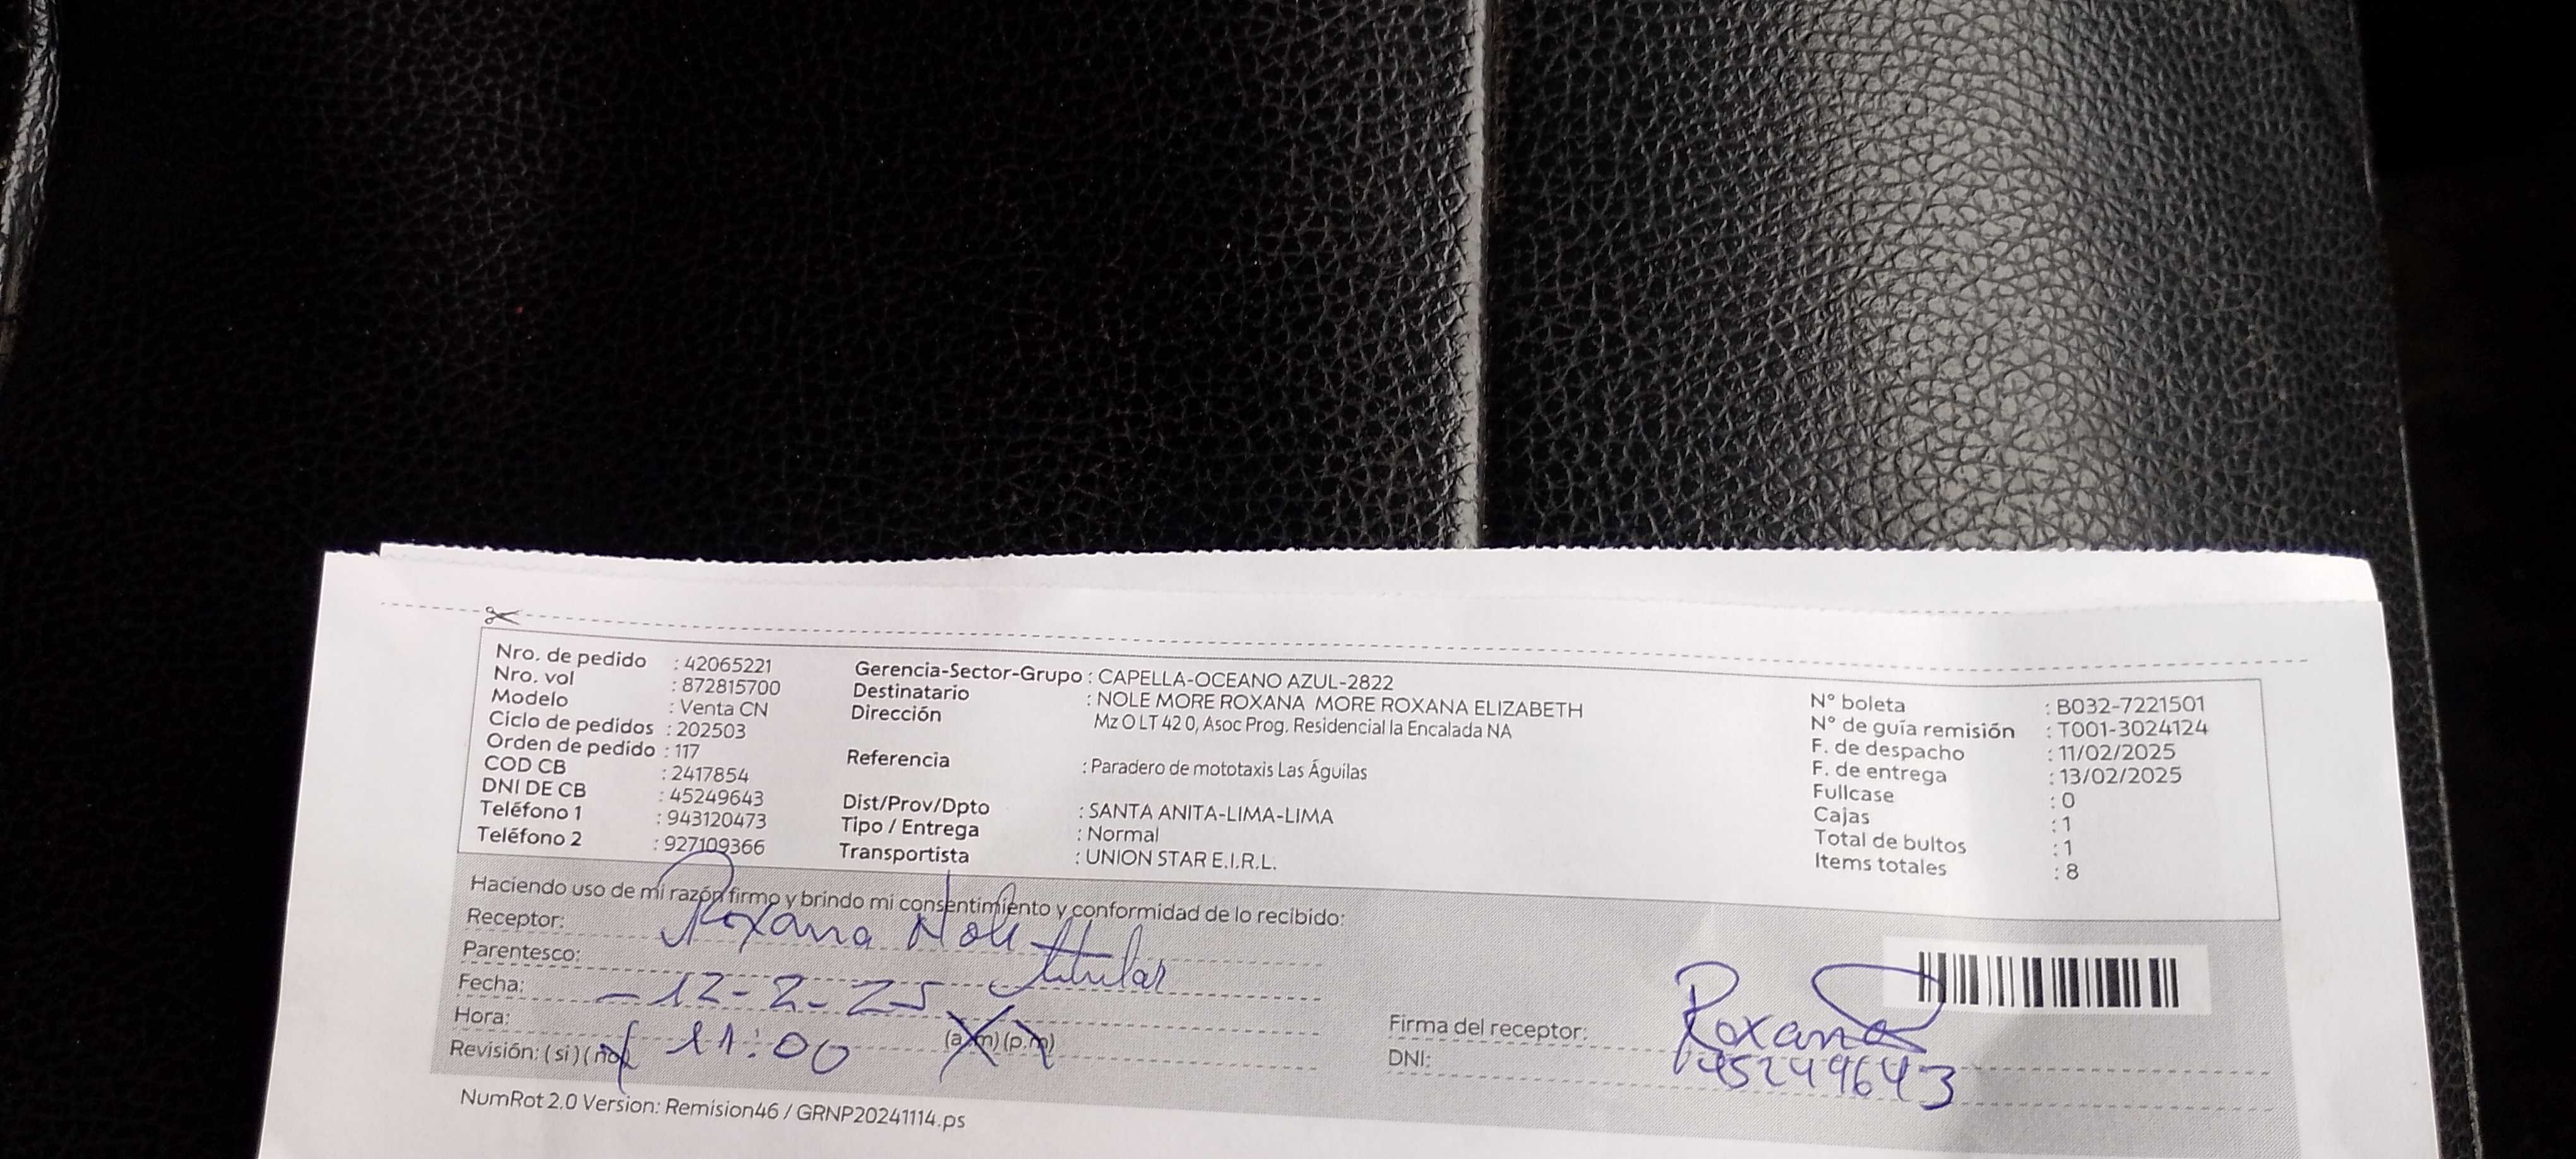 Nro. de pedido : 42065221
Nro. vol : 872815700
Modelo : Venta CN
Ciclo de pedidos : 202503
Orden de pedido : 117
COD CB : 2417854
DNI DE CB : 45249643
Teléfono 1 : 943120473
Teléfono 2 : 927109366
Gerencia-Sector-Grupo : CAPELLA-OCEANO AZUL-2822
Destinatario : NOLE MORE ROXANA MORE ROXANA ELIZABETH
Dirección Mz O LT 42 0, Asoc Prog. Residencial la Encalada NA
Referencia : Paradero de mototaxis Las Águilas
Dist/Prov/Dpto : SANTA ANITA-LIMA-LIMA
Tipo / Entrega : Normal
Transportista : UNION STAR E.I.R.L.
N° boleta : B032-7221501
N° de guía remisión : T001-3024124
F. de despacho : 11/02/2025
F. de entrega : 13/02/2025
Fullcase : 0
Cajas : 1
Total de bultos : 1
Items totales : 8
Haciendo uso de mi razón firmo y brindo mi consentimiento y conformidad de lo recibido:
Receptor: Roxana Nole
Parentesco: titular
Fecha: - 12-2-25
Hora: 11:00 (a.m) (p.m)
Revisión: (si) (no)
Firma del receptor: Roxana
DNI: 45249643
NumRot 2.0 Version: Remision46 / GRNP20241114.ps